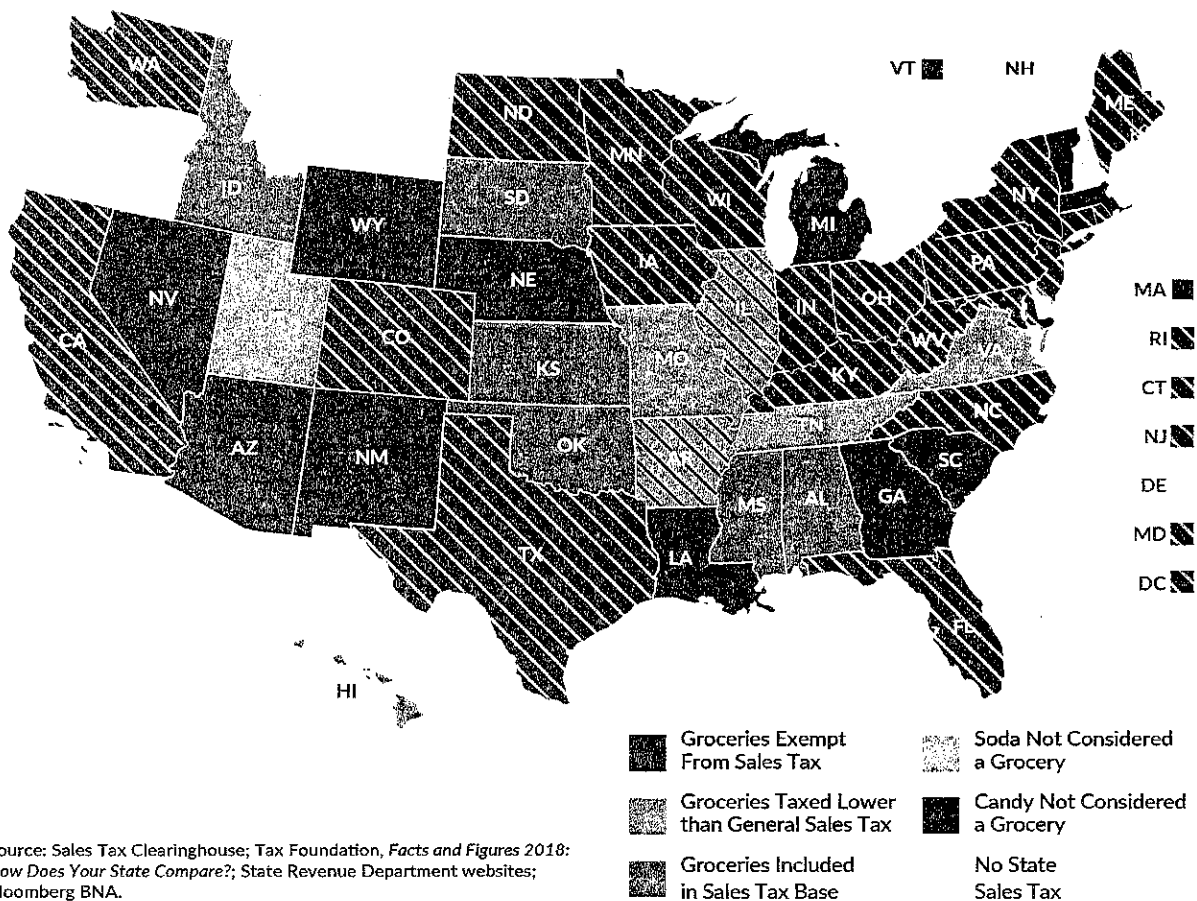 WA
VT
NH
ME
ND
MN
ID
SD
WI
NY
WY
MI
IA
PA
NE
NV
IL
IN
OH
MA
UT
CO
WV
RI
CA
KS
MO
VA
KY
CT
NC
NJ
TN
AZ
OK
NM
AR
SC
DE
MS
AL
GA
MD
TX
LA
DC
FL
HI
Groceries Exempt
From Sales Tax
Soda Not Considered
a Grocery
Groceries Taxed Lower
than General Sales Tax
Candy Not Considered
a Grocery
Groceries Included
in Sales Tax Base
No State
Sales Tax
ource: Sales Tax Clearinghouse; Tax Foundation, Facts and Figures 2018:
ow Does Your State Compare?; State Revenue Department websites;
loomberg BNA.